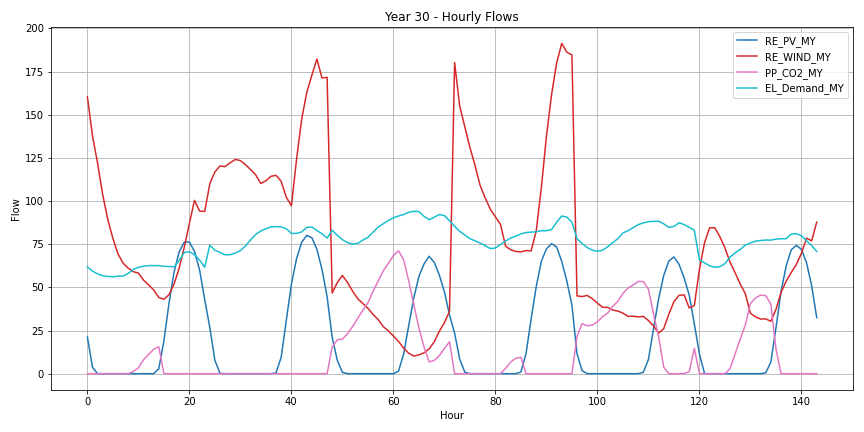 Year 30 - Hourly Flows
200
175
150
125
100
75
50
25
0
Flow
RE_PV_MY
RE_WIND_MY
PP_CO2_MY
EL_Demand_MY
0 20 40 60 80 100 120 140
Hour